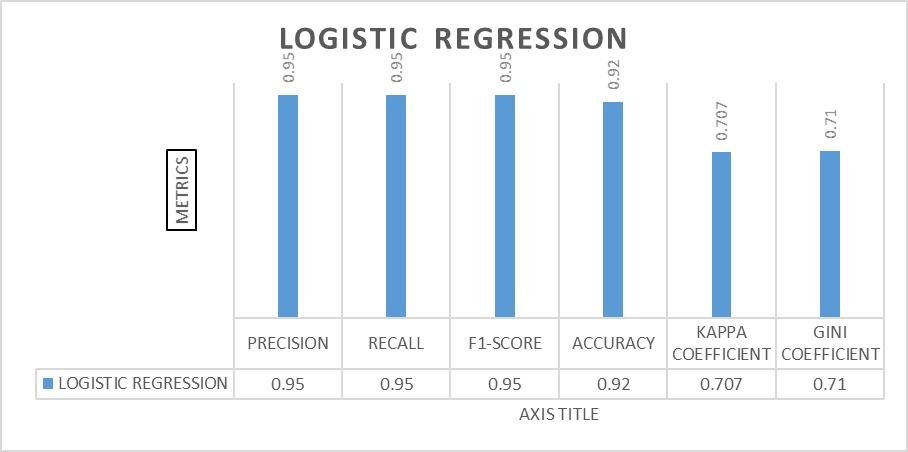 LOGISTIC REGRESSION
0.95
0.95
0.95
0.92
0.707
0.71
METRICS
PRECISION
RECALL
F1-SCORE
ACCURACY
KAPPA
COEFFICIENT
GINI
COEFFICIENT
LOGISTIC REGRESSION 0.95 0.95 0.95 0.92 0.707 0.71
AXIS TITLE